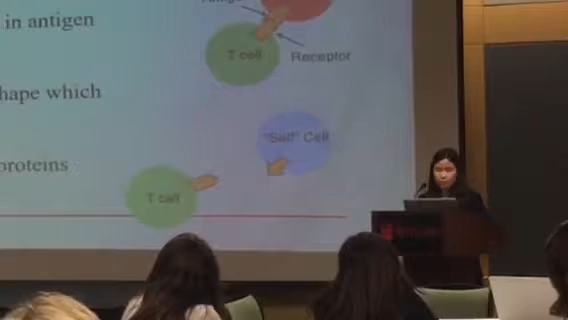 in antigen
T cell
Receptor
hape which
"Self" Cell
proteins
T cell